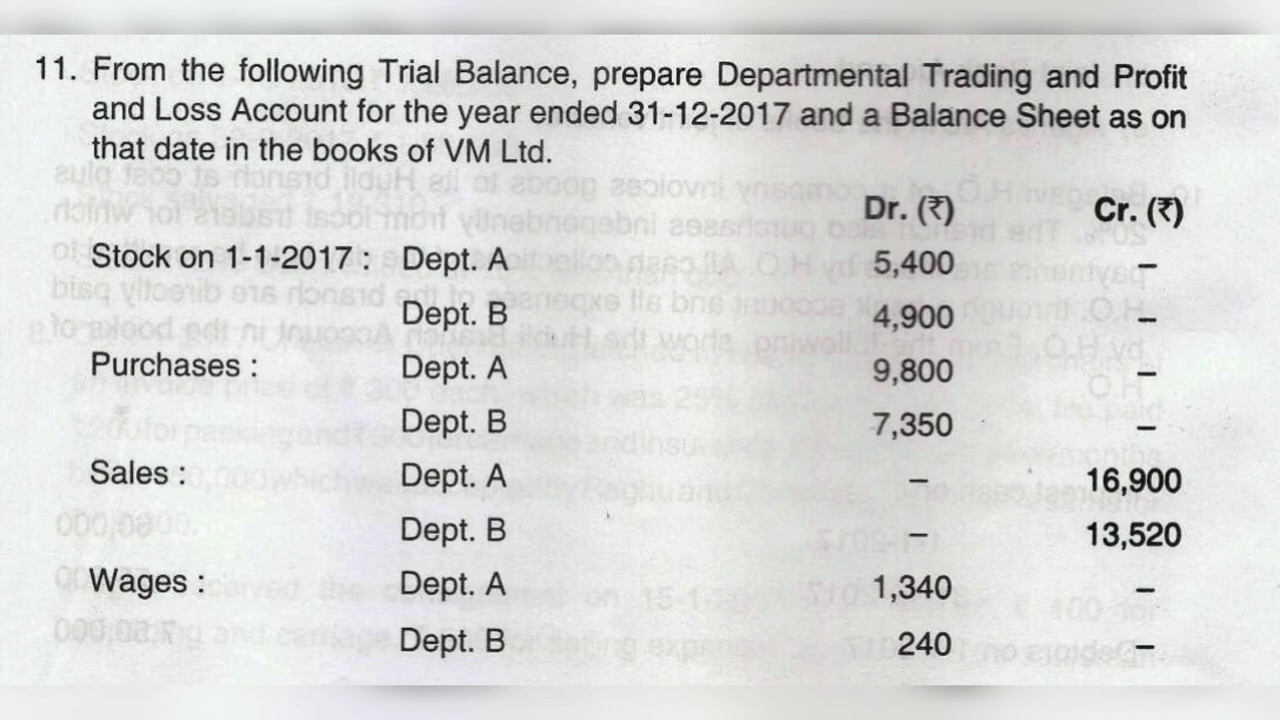 11. From the following Trial Balance, prepare Departmental Trading and Profit
and Loss Account for the year ended 31-12-2017 and a Balance Sheet as on
that date in the books of VM Ltd.
Dr. (₹) Cr. (₹)
Stock on 1-1-2017 : Dept. A 5,400 –
Dept. B 4,900 –
Purchases : Dept. A 9,800 –
Dept. B 7,350 –
Sales : Dept. A – 16,900
Dept. B – 13,520
Wages : Dept. A 1,340 –
Dept. B 240 –